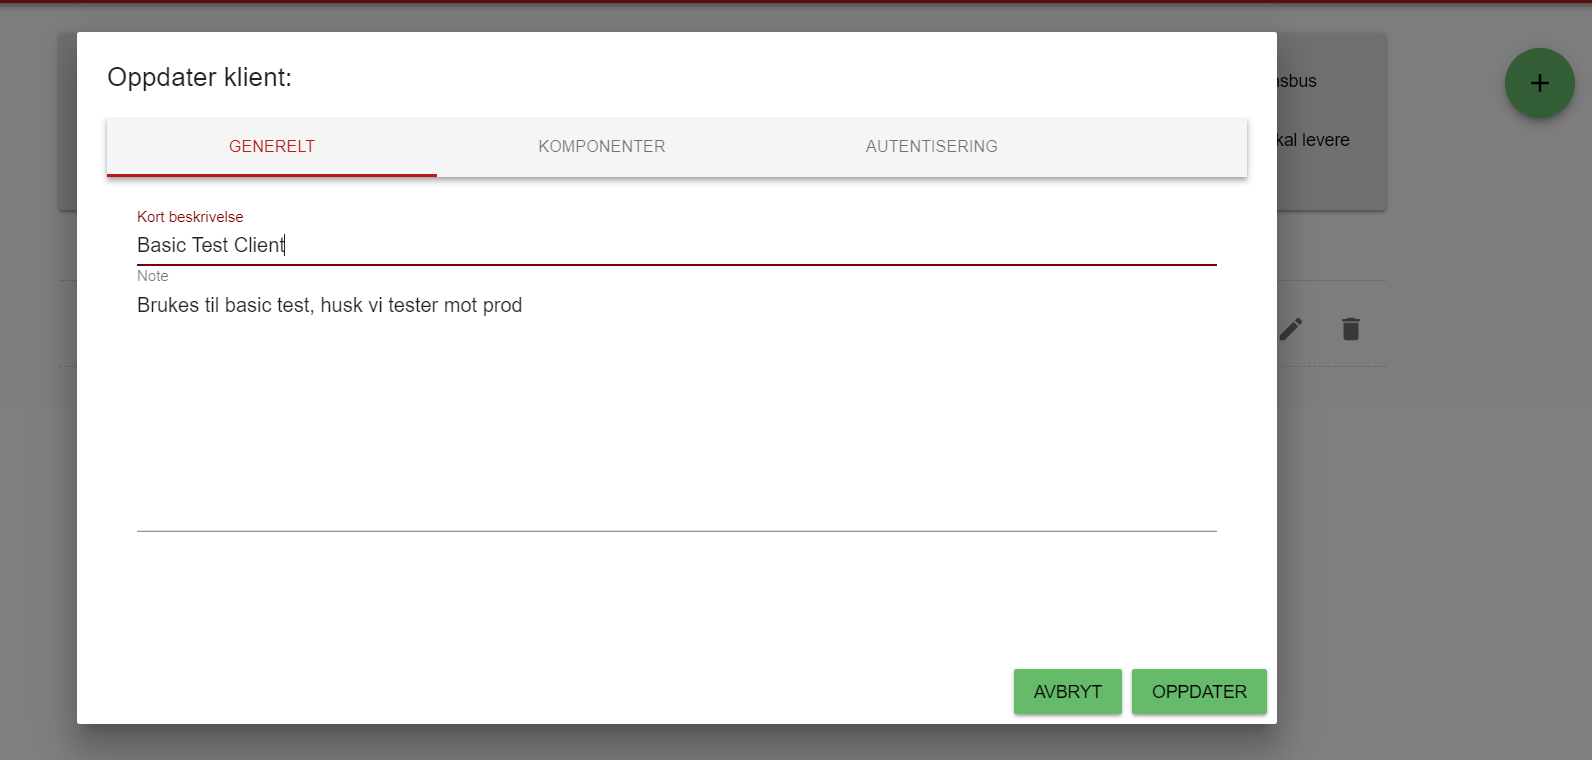 Oppdater klient:
GENERELT KOMPONENTER AUTENTISERING
Kort beskrivelse
Basic Test Client
Note
Brukes til basic test, husk vi tester mot prod
kal levere
AVBRYT OPPDATER